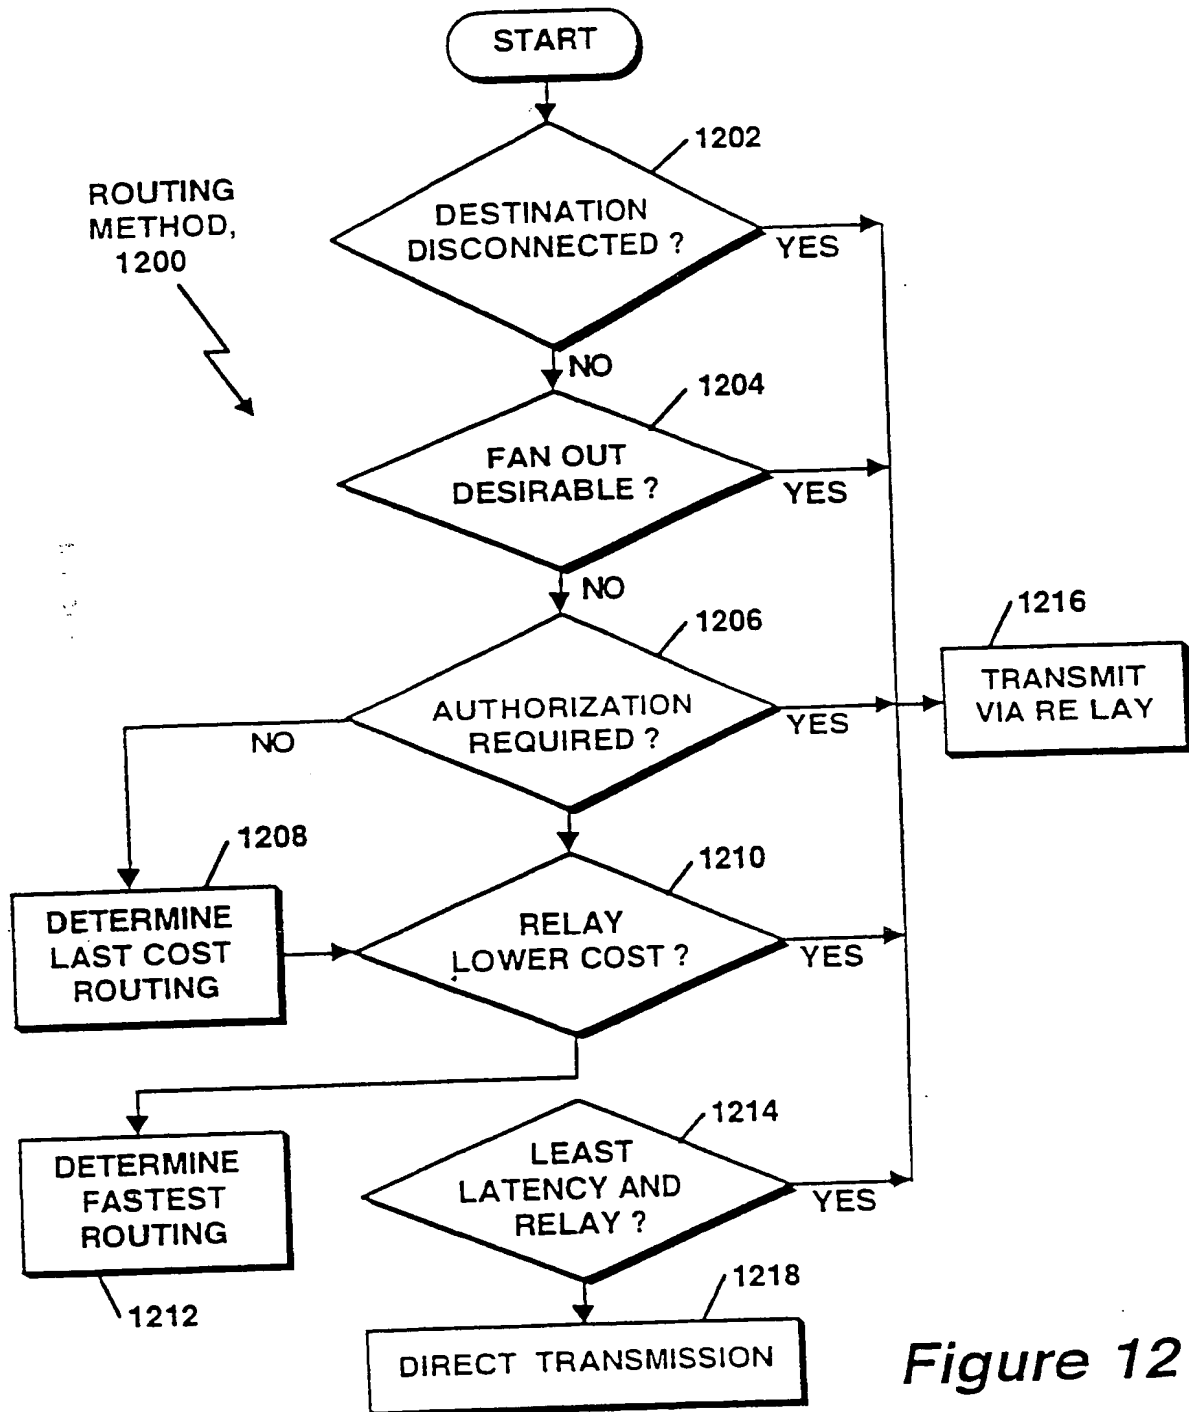 START
1202
ROUTING
METHOD,
1200
DESTINATION
DISCONNECTED ?
YES
NO
1204
FAN OUT
DESIRABLE ?
YES
NO
1206
AUTHORIZATION
REQUIRED ?
YES
NO
1216
TRANSMIT
VIA RE LAY
1208
DETERMINE
LAST COST
ROUTING
1210
RELAY
LOWER COST ?
YES
1214
LEAST
LATENCY AND
RELAY ?
YES
DETERMINE
FASTEST
ROUTING
1212
1218
DIRECT TRANSMISSION
Figure 12